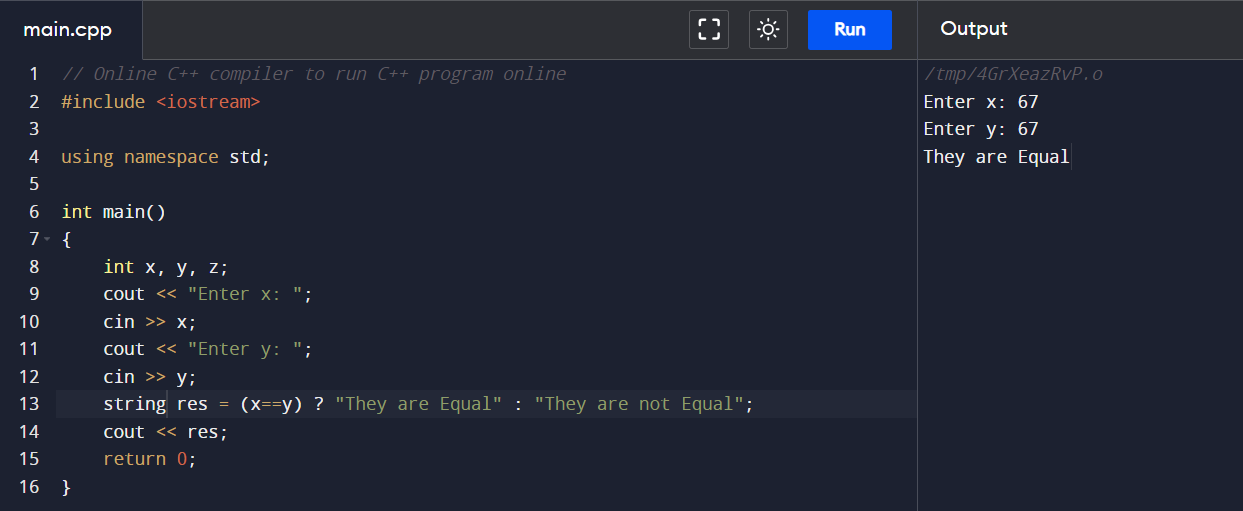 main.cpp
Run
Output
1 // Online C++ compiler to run C++ program online
2 #include <iostream>
3
4 using namespace std;
5
6 int main()
7 {
8     int x, y, z;
9     cout << "Enter x: ";
10     cin >> x;
11     cout << "Enter y: ";
12     cin >> y;
13     string res = (x==y) ? "They are Equal" : "They are not Equal";
14     cout << res;
15     return 0;
16 }
/tmp/4GrXeazRvP.o
Enter x: 67
Enter y: 67
They are Equal